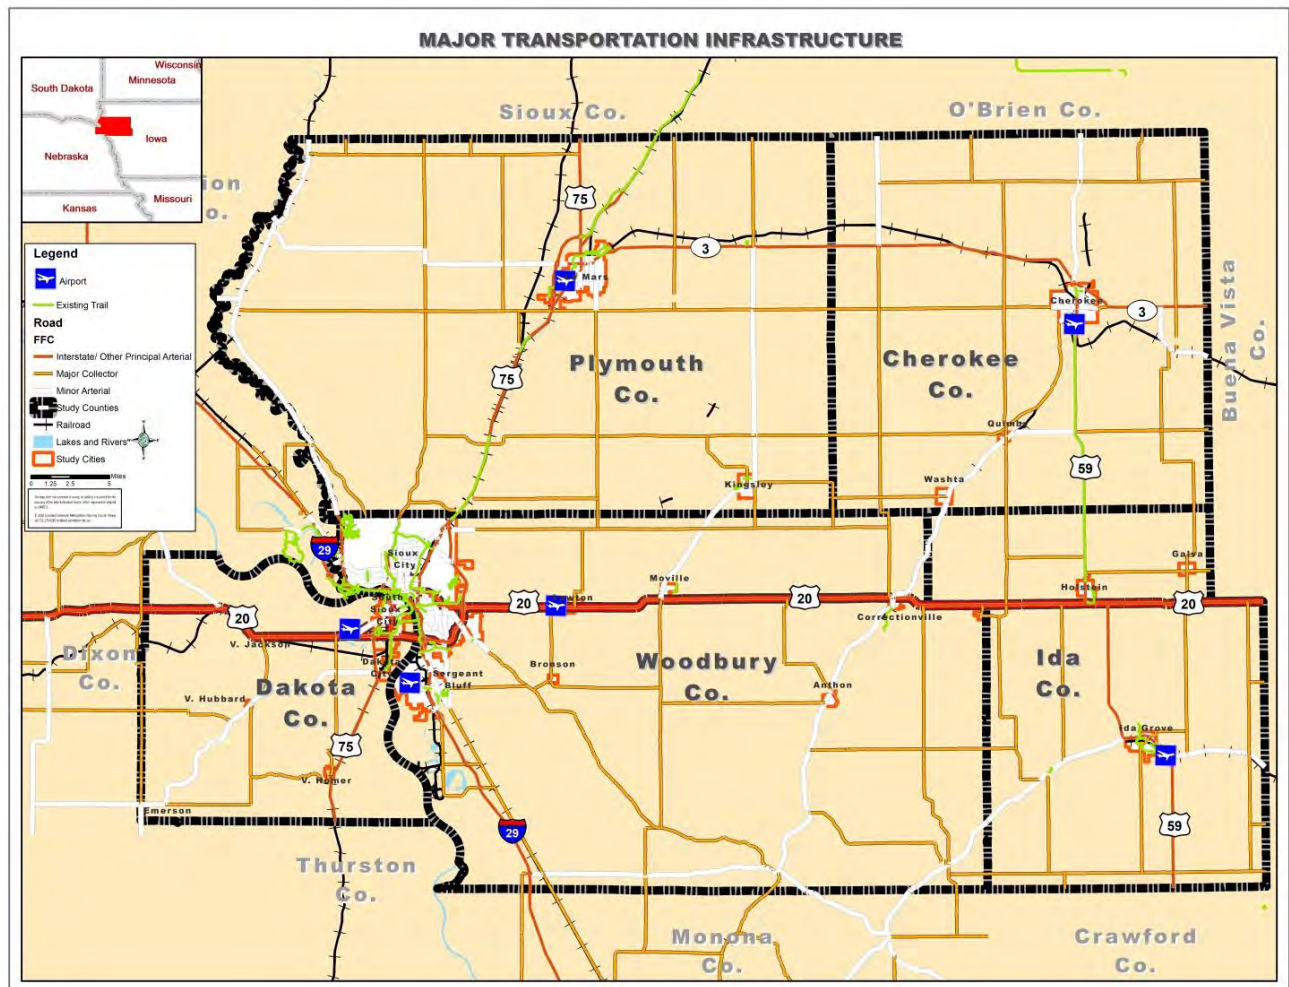 MAJOR TRANSPORTATION INFRASTRUCTURE
Wisconsin
South Dakota
Minnesota
Iowa
Nebraska
Missouri
Kansas
Sioux Co.
O'Brien Co.
ion
o.
Legend
Airport
Existing Trail
Road
FFC
Interstate/ Other Principal Arterial
Major Collector
Minor Arterial
Study Counties
Railroad
Lakes and Rivers
Study Cities
Miles
0 1.25 2.5 5
75
3
Mars
Cherokee
3
Buena Vista
Co.
Plymouth
Co.
Cherokee
Co.
75
Quimby
59
Kingsley
Washta
29
Sioux
City
Galva
Moville
Holstein
20
20
20
South
Sioux
City
20
Correctionville
V. Jackson
Dixon
Co.
Dakota
City
Sergeant
Bluff
Bronson
Woodbury
Co.
Ida
Co.
Dakota
Co.
V. Hubbard
Anthon
75
Ida Grove
V. Homer
Emerson
29
59
Thurston
Co.
Monona
Co.
Crawford
Co.